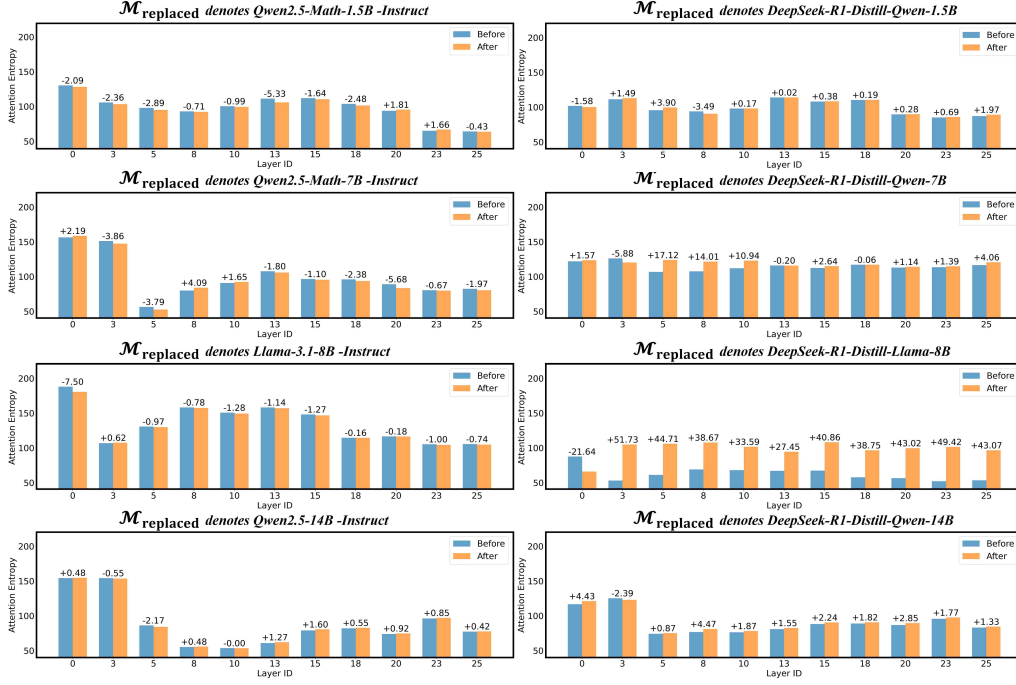 M replaced denotes Qwen2.5-Math-1.5B -Instruct
Attention Entropy
200
150
100
50
-2.09 -2.36 -2.89 -0.71 -0.99 -5.33 -1.64 -2.48 +1.81 +1.66 -0.43
Before
After
0 3 5 8 10 13 15 18 20 23 25
Layer ID
M replaced denotes DeepSeek-R1-Distill-Qwen-1.5B
Attention Entropy
200
150
100
50
-1.58 +1.49 +3.90 -3.49 +0.17 +0.02 +0.38 +0.19 +0.28 +0.69 +1.97
Before
After
0 3 5 8 10 13 15 18 20 23 25
Layer ID
M replaced denotes Qwen2.5-Math-7B -Instruct
Attention Entropy
200
150
100
50
+2.19 -3.86 -3.79 +4.09 +1.65 -1.80 -1.10 -2.38 -5.68 -0.67 -1.97
Before
After
0 3 5 8 10 13 15 18 20 23 25
Layer ID
M replaced denotes DeepSeek-R1-Distill-Qwen-7B
Attention Entropy
200
150
100
50
+1.57 -5.88 +17.12 +14.01 +10.94 -0.20 +2.64 -0.06 +1.14 +1.39 +4.06
Before
After
0 3 5 8 10 13 15 18 20 23 25
Layer ID
M replaced denotes Llama-3.1-8B -Instruct
Attention Entropy
200
150
100
50
-7.50 +0.62 -0.97 -0.78 -1.28 -1.14 -1.27 -0.16 -0.18 -1.00 -0.74
Before
After
0 3 5 8 10 13 15 18 20 23 25
Layer ID
M replaced denotes DeepSeek-R1-Distill-Llama-8B
Attention Entropy
200
150
100
50
-21.64 +51.73 +44.71 +38.67 +33.59 +27.45 +40.86 +38.75 +43.02 +49.42 +43.07
Before
After
0 3 5 8 10 13 15 18 20 23 25
Layer ID
M replaced denotes Qwen2.5-14B -Instruct
Attention Entropy
200
150
100
50
+0.48 -0.55 -2.17 +0.48 -0.00 +1.27 +1.60 +0.55 +0.92 +0.85 +0.42
Before
After
0 3 5 8 10 13 15 18 20 23 25
Layer ID
M replaced denotes DeepSeek-R1-Distill-Qwen-14B
Attention Entropy
200
150
100
50
+4.43 -2.39 +0.87 +4.47 +1.87 +1.55 +2.24 +1.82 +2.85 +1.77 +1.33
Before
After
0 3 5 8 10 13 15 18 20 23 25
Layer ID